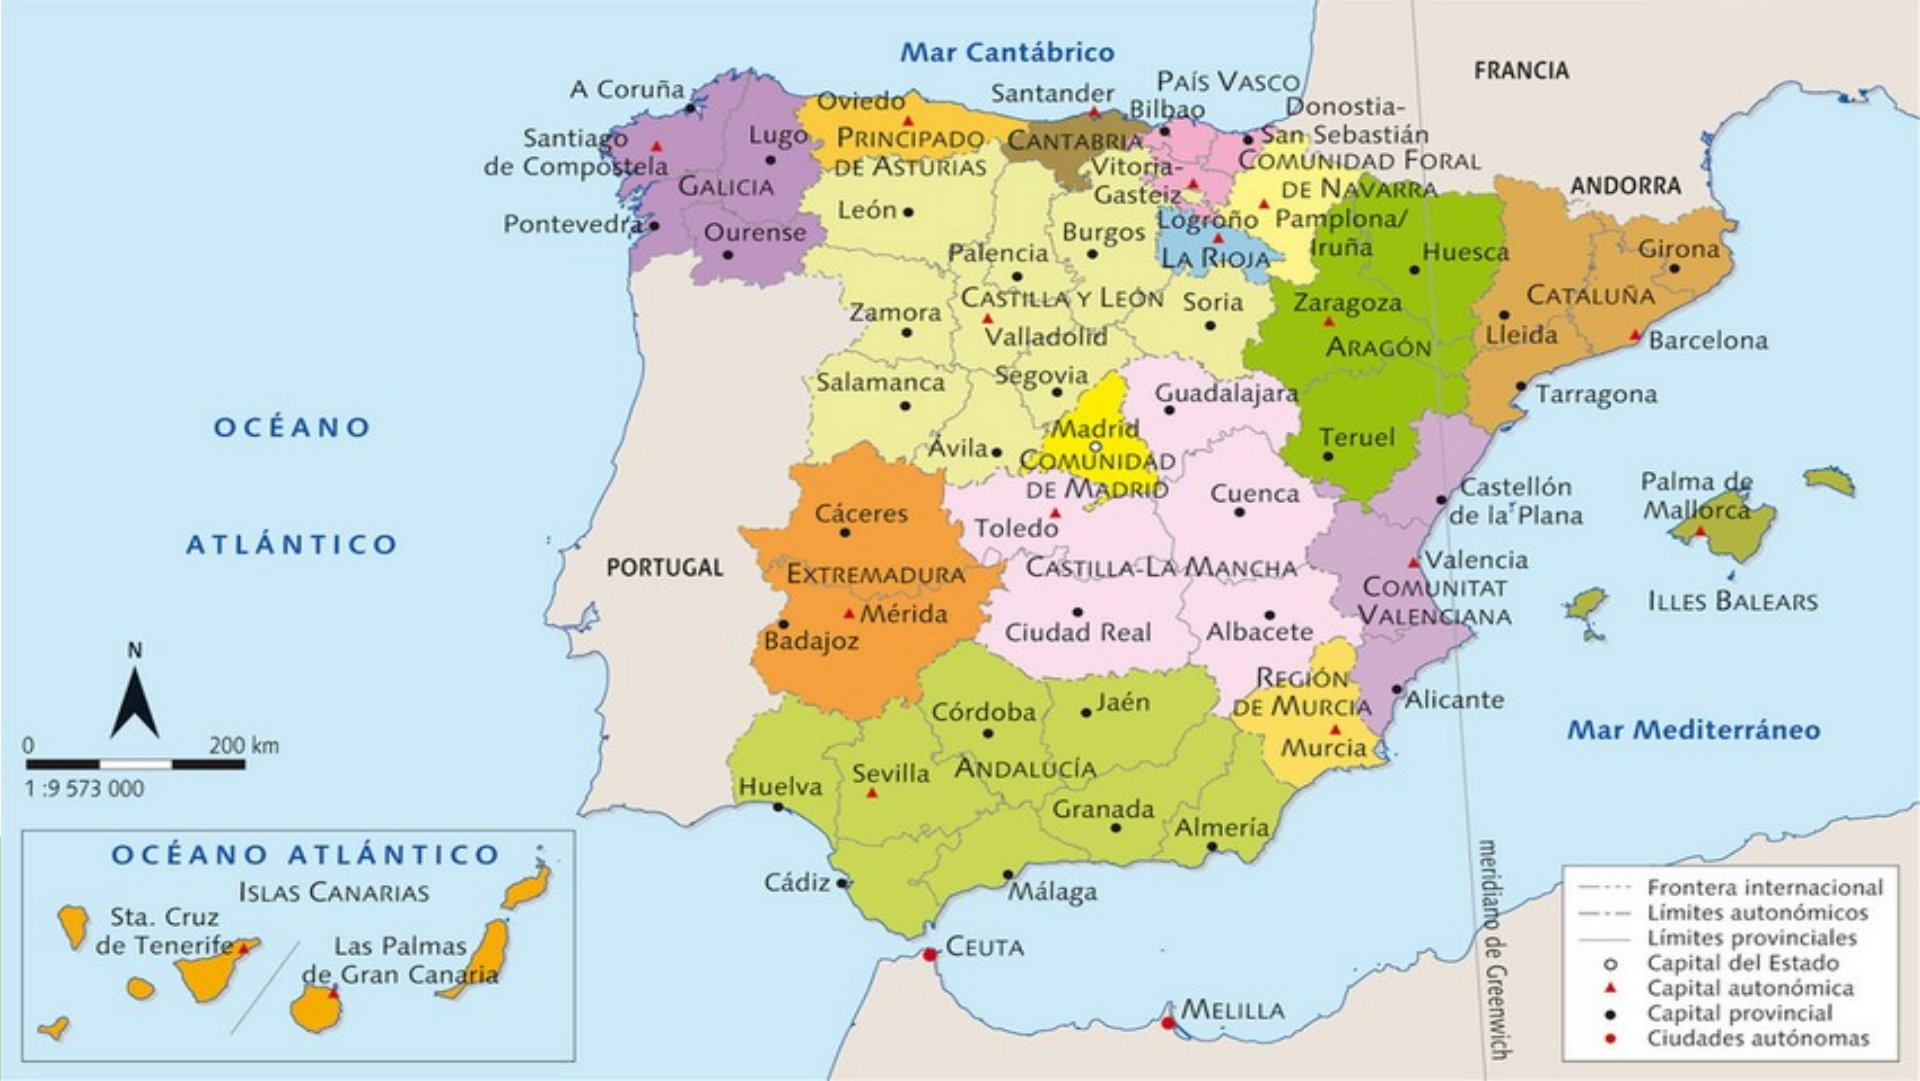 Mar Cantábrico
FRANCIA
A Coruña
Oviedo
Santander
PAÍS VASCO
Bilbao
Donostia-
San Sebastián
Santiago
de Compostela
Lugo
PRINCIPADO
DE ASTURIAS
CANTABRIA
Vitoria-
Gasteiz
COMUNIDAD FORAL
DE NAVARRA
ANDORRA
GALICIA
Pontevedra
Ourense
León
Palencia
Burgos
Logroño
LA RIOJA
Pamplona/
Iruña
Huesca
Girona
Zamora
CASTILLA Y LEÓN
Valladolid
Soria
Zaragoza
ARAGÓN
CATALUÑA
Lleida
Barcelona
Salamanca
Segovia
Guadalajara
Tarragona
OCÉANO
ATLÁNTICO
Ávila
Madrid
COMUNIDAD
DE MADRID
Teruel
Cáceres
Toledo
Cuenca
Castellón
de la Plana
Palma de
Mallorca
PORTUGAL
EXTREMADURA
CASTILLA-LA MANCHA
Valencia
COMUNITAT
VALENCIANA
ILLES BALEARS
Mérida
Badajoz
Ciudad Real
Albacete
N
0 200 km
1 :9 573 000
Córdoba
Jaén
REGIÓN
DE MURCIA
Murcia
Alicante
Mar Mediterráneo
Huelva
Sevilla
ANDALUCÍA
Granada
Almería
Cádiz
Málaga
CEUTA
MELILLA
meridiano de Greenwich
OCÉANO ATLÁNTICO
ISLAS CANARIAS
Sta. Cruz
de Tenerife
Las Palmas
de Gran Canaria
Frontera internacional
Límites autonómicos
Límites provinciales
Capital del Estado
Capital autonómica
Capital provincial
Ciudades autónomas